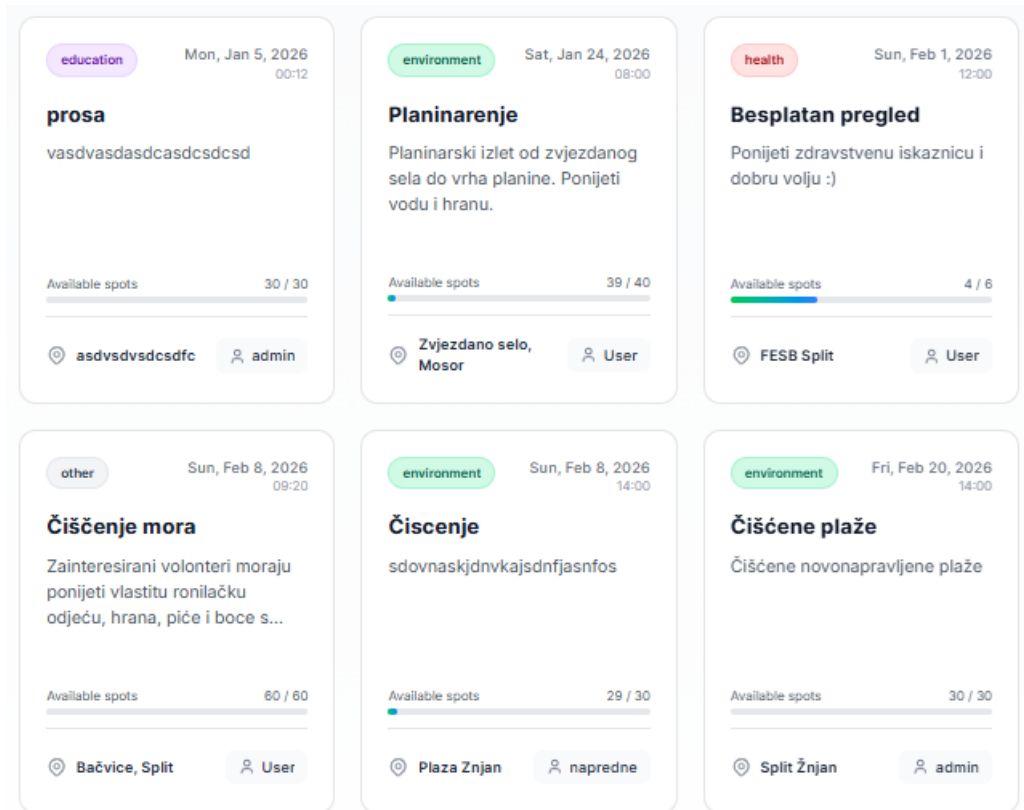 education
Mon, Jan 5, 2026
00:12
prosa
vasdvasdasdcasdcsdcsd
Available spots 30 / 30
asdvsdvsdcsdfc
admin
environment
Sat, Jan 24, 2026
08:00
Planinarenje
Planinarski izlet od zvjezdanog
sela do vrha planine. Ponijeti
vodu i hranu.
Available spots 39 / 40
Zvjezdano selo,
Mosor
User
health
Sun, Feb 1, 2026
12:00
Besplatan pregled
Ponijeti zdravstvenu iskaznicu i
dobru volju :)
Available spots 4 / 6
FESB Split
User
other
Sun, Feb 8, 2026
09:20
Čiščenje mora
Zainteresirani volonteri moraju
ponijeti vlastitu ronilačku
odjeću, hrana, piće i boce s...
Available spots 60 / 60
Bačvice, Split
User
environment
Sun, Feb 8, 2026
14:00
Čiscenje
sdovnaskjdnvkajsdnfjasnfos
Available spots 29 / 30
Plaza Znjan
napredne
environment
Fri, Feb 20, 2026
14:00
Čišćene plaže
Čišćene novonapravljene plaže
Available spots 30 / 30
Split Žnjan
admin